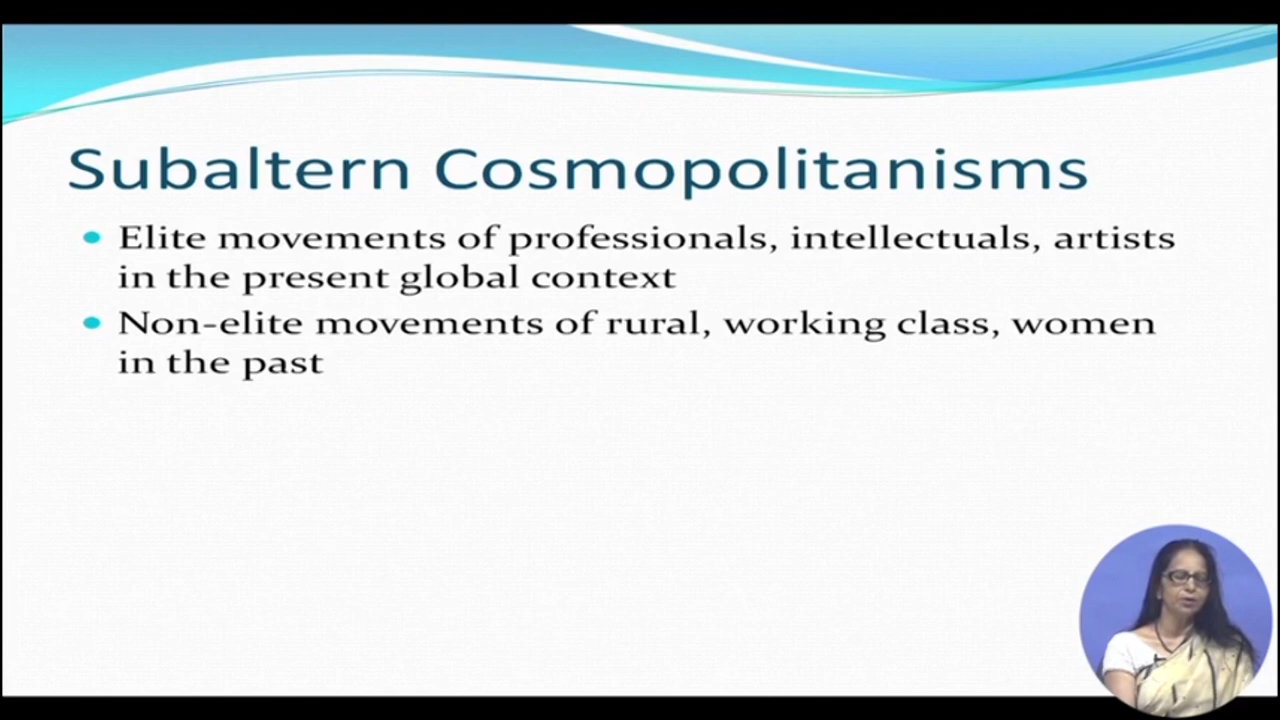 Subaltern Cosmopolitanisms
Elite movements of professionals, intellectuals, artists
in the present global context
Non-elite movements of rural, working class, women
in the past